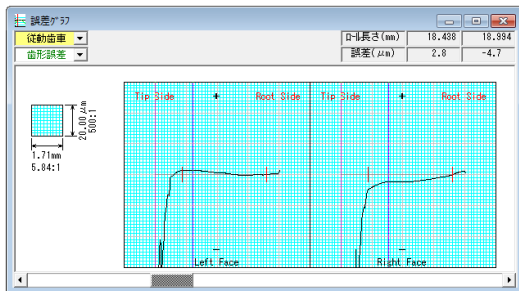 誤差グラフ
従動歯車 ロール長さ(mm) 18.438 18.994
歯形誤差 誤差(μm) 2.8 -4.7
Tip Side + Root Side Tip Side + Root Side
20.00μm
500:1
1.71mm
5.84:1
− −
Left Face Right Face